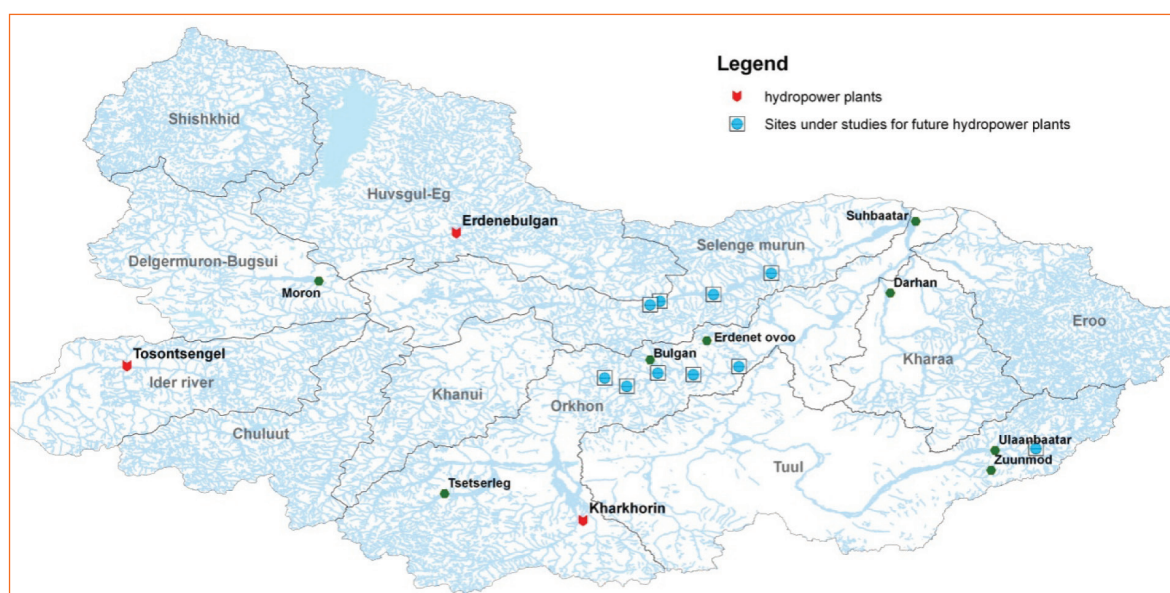 Legend
hydropower plants
Sites under studies for future hydropower plants
Shishkhid
Huvsgul-Eg
Erdenebulgan
Suhbaatar
Selenge murun
Delgermuron-Bugsui
Moron
Darhan
Eroo
Erdenet ovoo
Tosontsengel
Bulgan
Kharaa
Ider river
Khanui
Orkhon
Chuluut
Ulaanbaatar
Tuul
Zuunmod
Tsetserleg
Kharkhorin